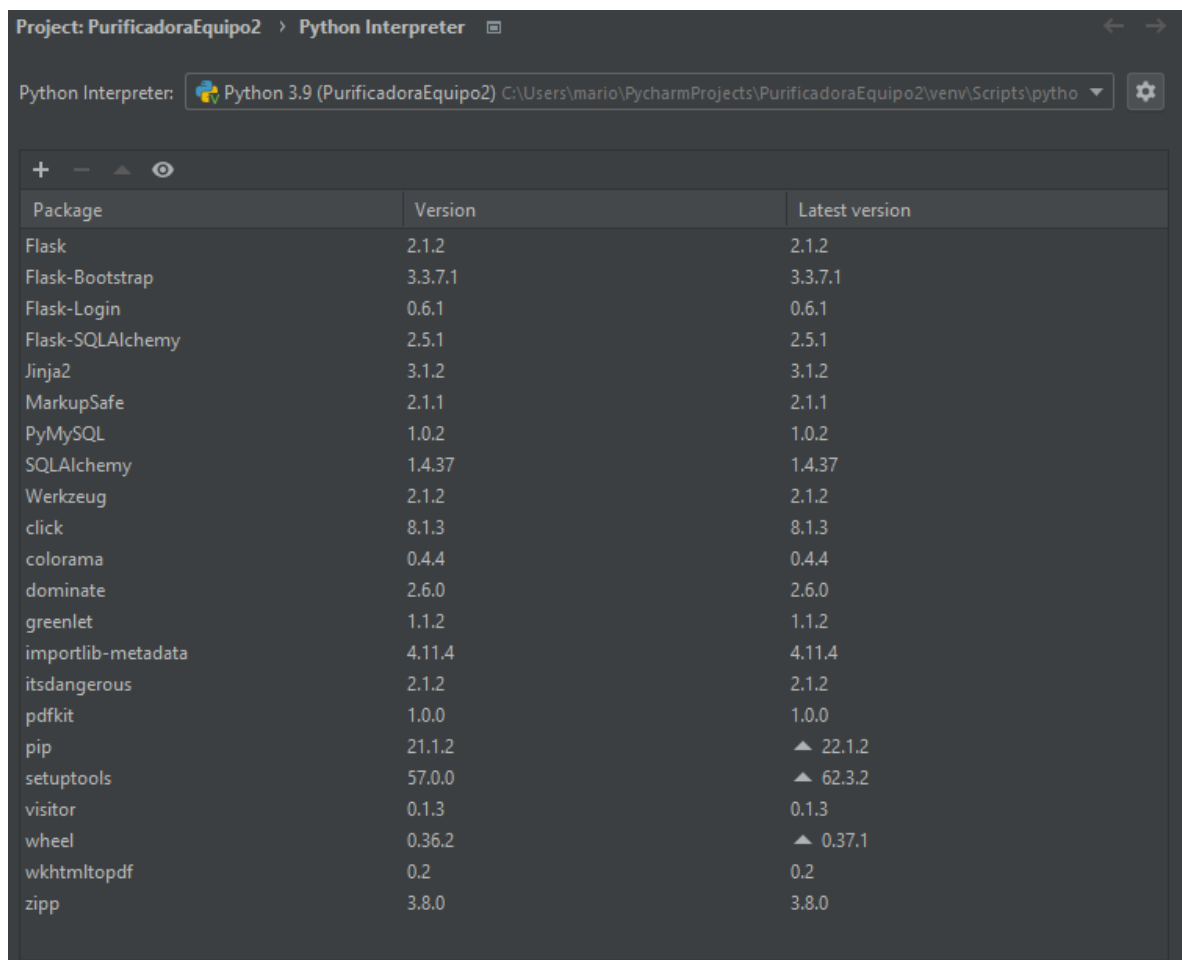 Project: PurificadoraEquipo2 › Python Interpreter
Python Interpreter: Python 3.9 (PurificadoraEquipo2) C:\Users\mario\PycharmProjects\PurificadoraEquipo2\venv\Scripts\pytho
Package Version Latest version
Flask 2.1.2 2.1.2
Flask-Bootstrap 3.3.7.1 3.3.7.1
Flask-Login 0.6.1 0.6.1
Flask-SQLAlchemy 2.5.1 2.5.1
Jinja2 3.1.2 3.1.2
MarkupSafe 2.1.1 2.1.1
PyMySQL 1.0.2 1.0.2
SQLAlchemy 1.4.37 1.4.37
Werkzeug 2.1.2 2.1.2
click 8.1.3 8.1.3
colorama 0.4.4 0.4.4
dominate 2.6.0 2.6.0
greenlet 1.1.2 1.1.2
importlib-metadata 4.11.4 4.11.4
itsdangerous 2.1.2 2.1.2
pdfkit 1.0.0 1.0.0
pip 21.1.2 22.1.2
setuptools 57.0.0 62.3.2
visitor 0.1.3 0.1.3
wheel 0.36.2 0.37.1
wkhtmltopdf 0.2 0.2
zipp 3.8.0 3.8.0